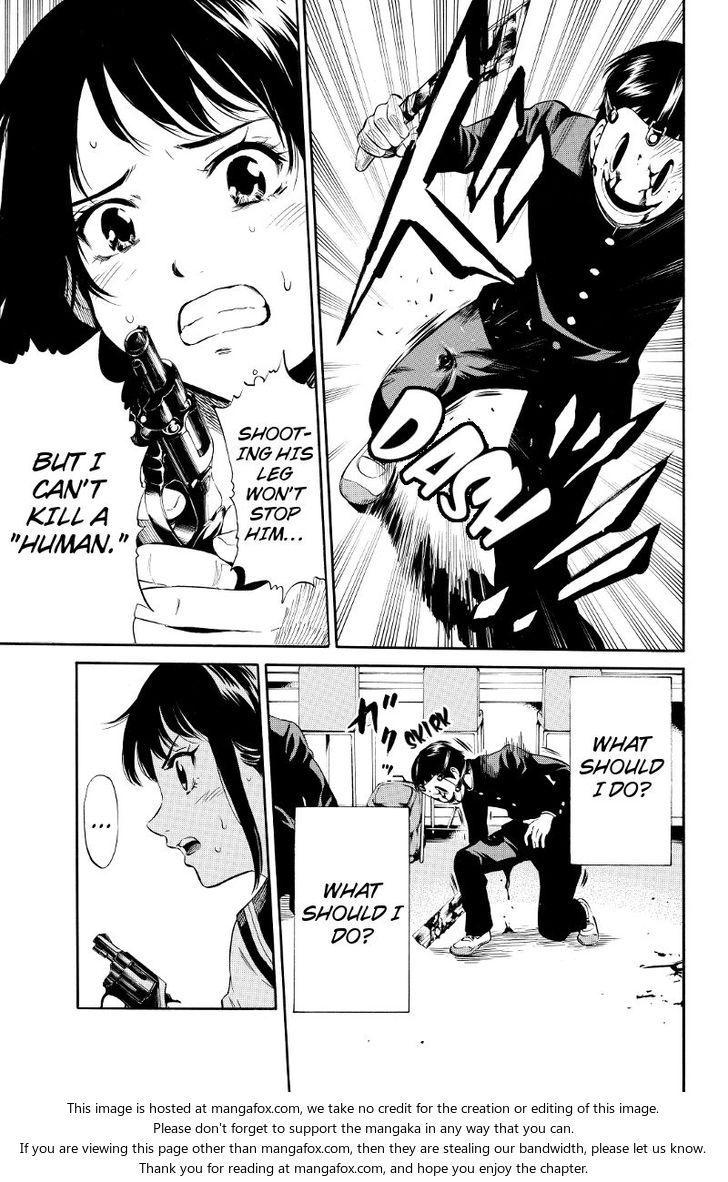 DASH
SHOOT-
ING HIS
LEG
WON'T
STOP
HIM...
BUT I
CAN'T
KILL A
"HUMAN."
WHAT
SHOULD
I DO?
SKIRK
ガクッ
WHAT
SHOULD I
DO?
...
This image is hosted at mangafox.com, we take no credit for the creation or editing of this image.
Please don't forget to support the mangaka in any way that you can.
If you are viewing this page other than mangafox.com, then they are stealing our bandwidth, please let us know.
Thank you for reading at mangafox.com, and hope you enjoy the chapter.